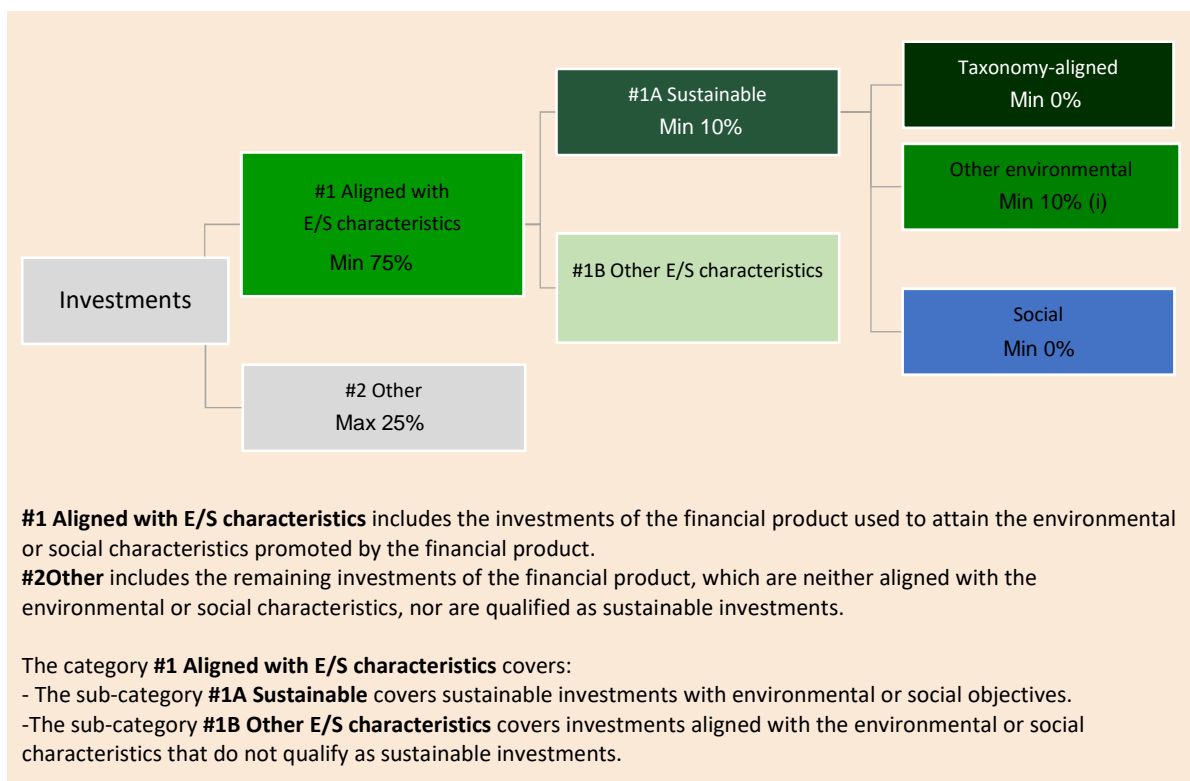 Investments
#1 Aligned with
E/S characteristics
Min 75%
#2 Other
Max 25%
#1A Sustainable
Min 10%
#1B Other E/S characteristics
Taxonomy-aligned
Min 0%
Other environmental
Min 10% (i)
Social
Min 0%
#1 Aligned with E/S characteristics includes the investments of the financial product used to attain the environmental
or social characteristics promoted by the financial product.
#2Other includes the remaining investments of the financial product, which are neither aligned with the
environmental or social characteristics, nor are qualified as sustainable investments.
The category #1 Aligned with E/S characteristics covers:
- The sub-category #1A Sustainable covers sustainable investments with environmental or social objectives.
-The sub-category #1B Other E/S characteristics covers investments aligned with the environmental or social
characteristics that do not qualify as sustainable investments.